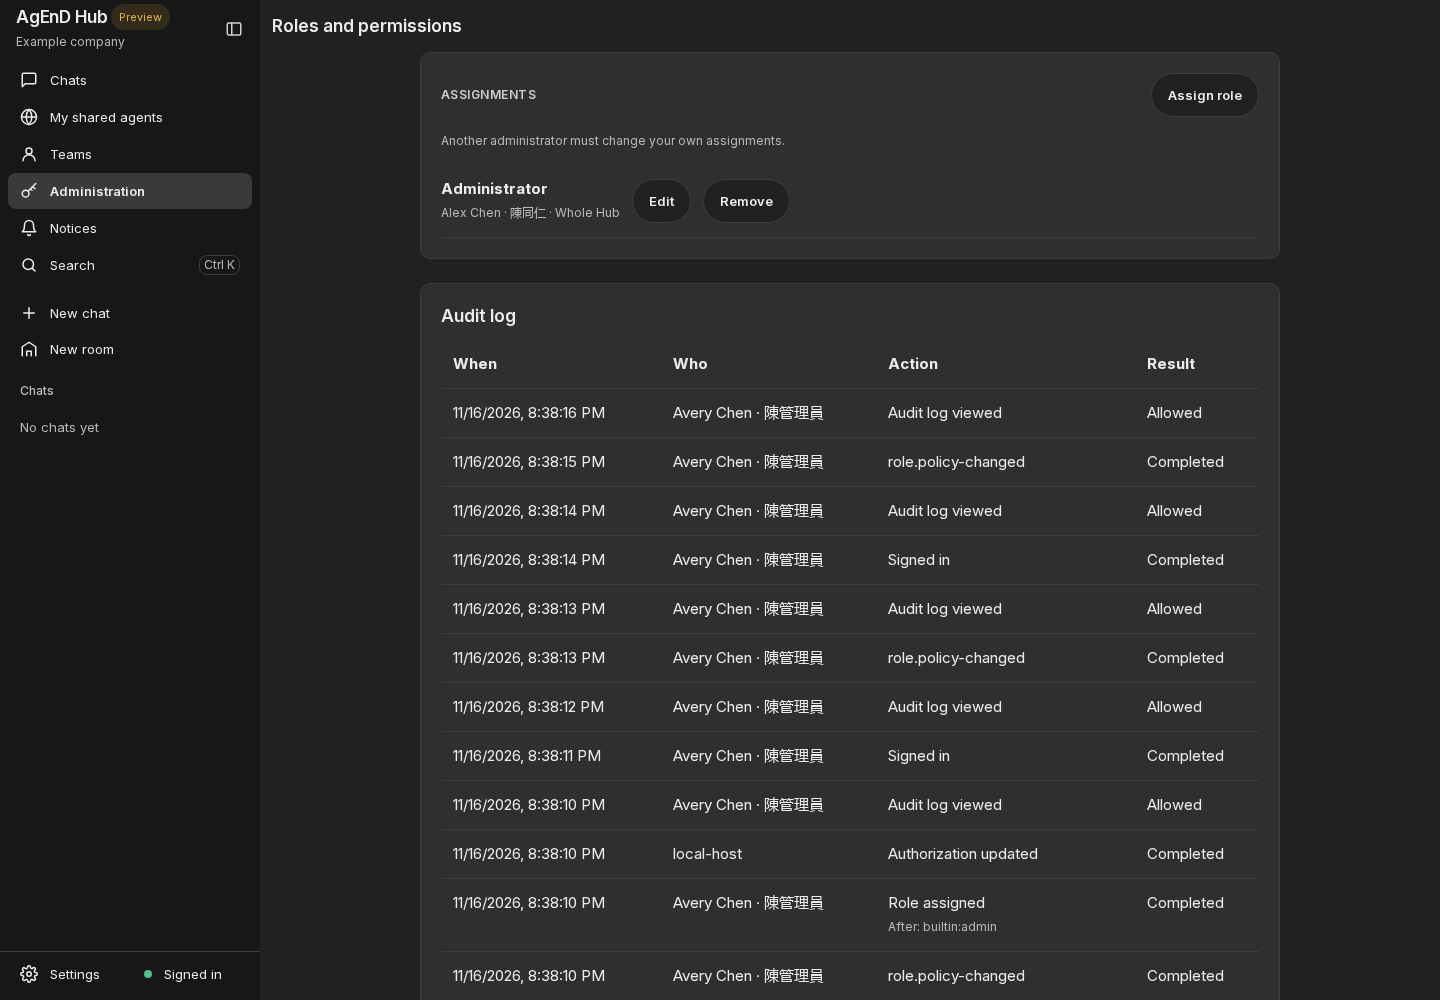 AgEnD Hub Preview
Example company
Chats
My shared agents
Teams
Administration
Notices
Search Ctrl K
New chat
New room
Chats
No chats yet
Settings Signed in
Roles and permissions
ASSIGNMENTS Assign role
Another administrator must change your own assignments.
Administrator
Alex Chen · 陳同仁 · Whole Hub Edit Remove
Audit log
When Who Action Result
11/16/2026, 8:38:16 PM Avery Chen · 陳管理員 Audit log viewed Allowed
11/16/2026, 8:38:15 PM Avery Chen · 陳管理員 role.policy-changed Completed
11/16/2026, 8:38:14 PM Avery Chen · 陳管理員 Audit log viewed Allowed
11/16/2026, 8:38:14 PM Avery Chen · 陳管理員 Signed in Completed
11/16/2026, 8:38:13 PM Avery Chen · 陳管理員 Audit log viewed Allowed
11/16/2026, 8:38:13 PM Avery Chen · 陳管理員 role.policy-changed Completed
11/16/2026, 8:38:12 PM Avery Chen · 陳管理員 Audit log viewed Allowed
11/16/2026, 8:38:11 PM Avery Chen · 陳管理員 Signed in Completed
11/16/2026, 8:38:10 PM Avery Chen · 陳管理員 Audit log viewed Allowed
11/16/2026, 8:38:10 PM local-host Authorization updated Completed
11/16/2026, 8:38:10 PM Avery Chen · 陳管理員 Role assigned Completed
After: builtin:admin
11/16/2026, 8:38:10 PM Avery Chen · 陳管理員 role.policy-changed Completed